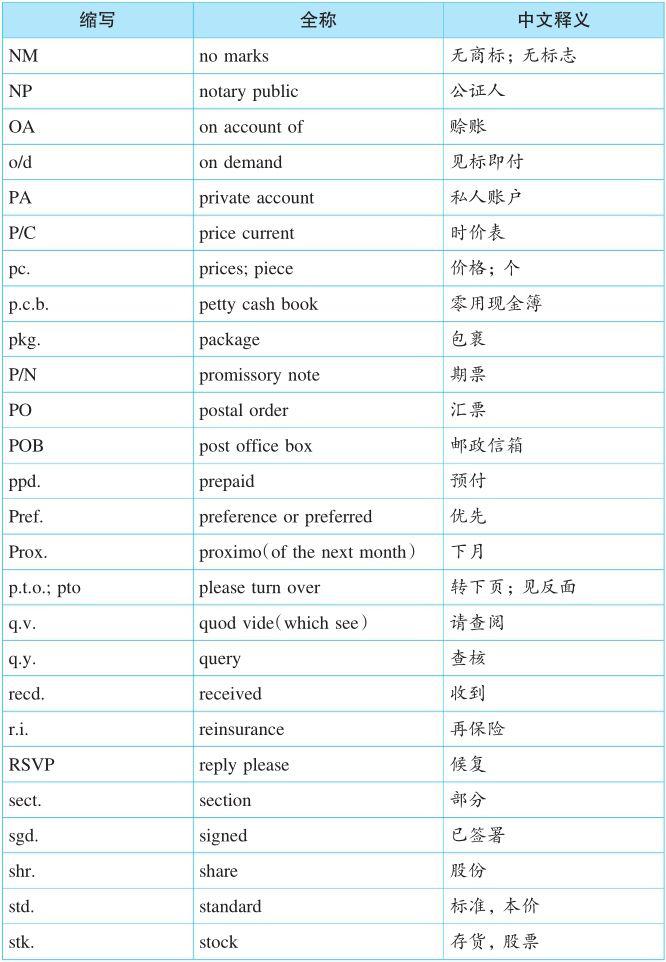 缩写 全称 中文释义
NM no marks 无商标；无标志
NP notary public 公证人
OA on account of 赊账
o/d on demand 见标即付
PA private account 私人账户
P/C price current 时价表
pc. prices; piece 价格；个
p.c.b. petty cash book 零用现金簿
pkg. package 包裹
P/N promissory note 期票
PO postal order 汇票
POB post office box 邮政信箱
ppd. prepaid 预付
Pref. preference or preferred 优先
Prox. proximo(of the next month) 下月
p.t.o.; pto please turn over 转下页；见反面
q.v. quod vide(which see) 请查阅
q.y. query 查核
recd. received 收到
r.i. reinsurance 再保险
RSVP reply please 候复
sect. section 部分
sgd. signed 已签署
shr. share 股份
std. standard 标准，本价
stk. stock 存货，股票